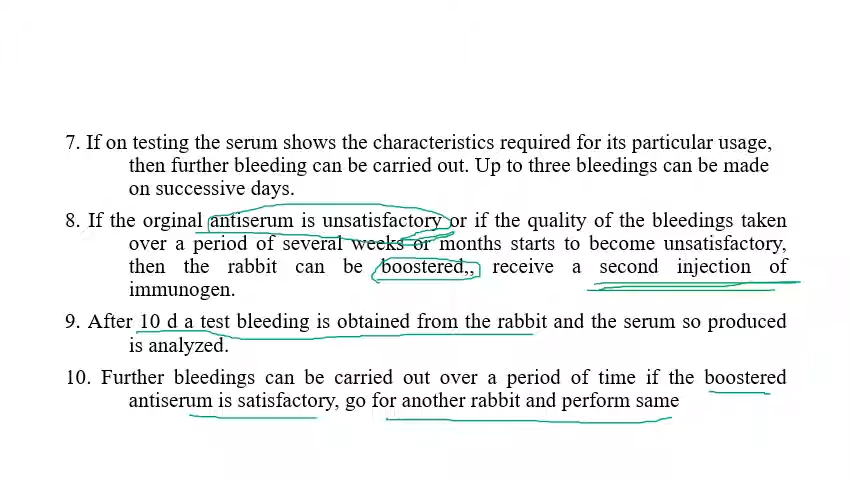 7. If on testing the serum shows the characteristics required for its particular usage,
then further bleeding can be carried out. Up to three bleedings can be made
on successive days.
8. If the orginal antiserum is unsatisfactory or if the quality of the bleedings taken
over a period of several weeks or months starts to become unsatisfactory,
then the rabbit can be boostered,, receive a second injection of
immunogen.
9. After 10 d a test bleeding is obtained from the rabbit and the serum so produced
is analyzed.
10. Further bleedings can be carried out over a period of time if the boostered
antiserum is satisfactory, go for another rabbit and perform same